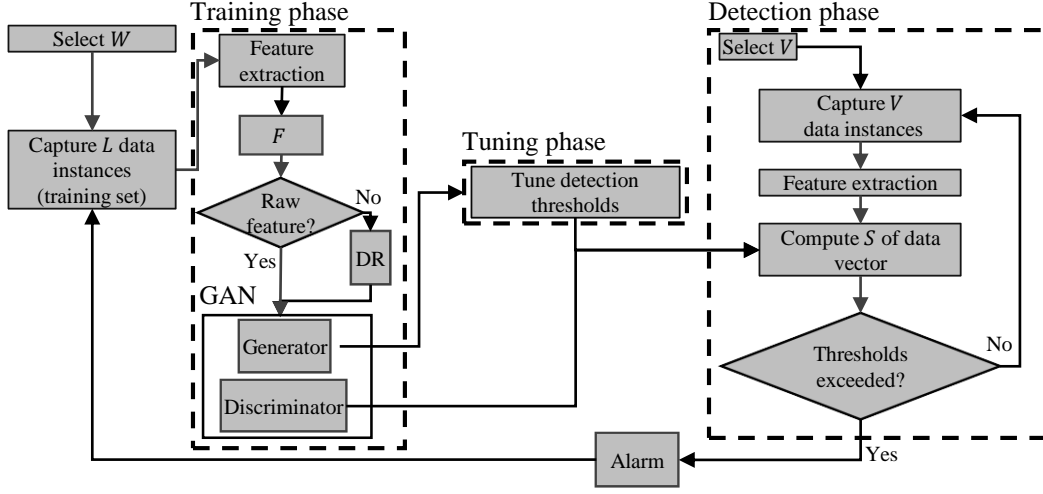 Training phase
Detection phase
Select W
Feature
extraction
Select V
Capture V
data instances
Capture L data
instances
(training set)
F
Tuning phase
Tune detection
thresholds
Feature extraction
Raw
feature?
No
Yes
DR
Compute S of data
vector
GAN
Generator
Discriminator
Thresholds
exceeded?
No
Yes
Alarm